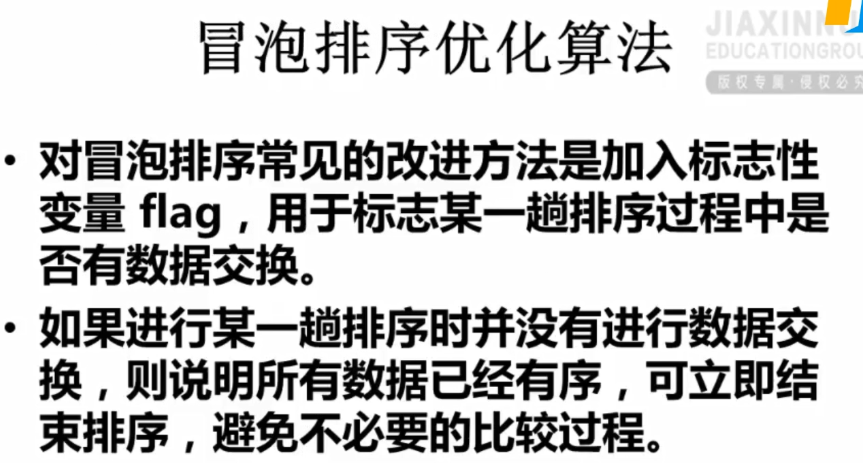 冒泡排序优化算法
JIAXINNU
EDUCATIONGROU
版权专属·侵权必究
• 对冒泡排序常见的改进方法是加入标志性
变量 flag，用于标志某一趟排序过程中是
否有数据交换。
• 如果进行某一趟排序时并没有进行数据交
换，则说明所有数据已经有序，可立即结
束排序，避免不必要的比较过程。